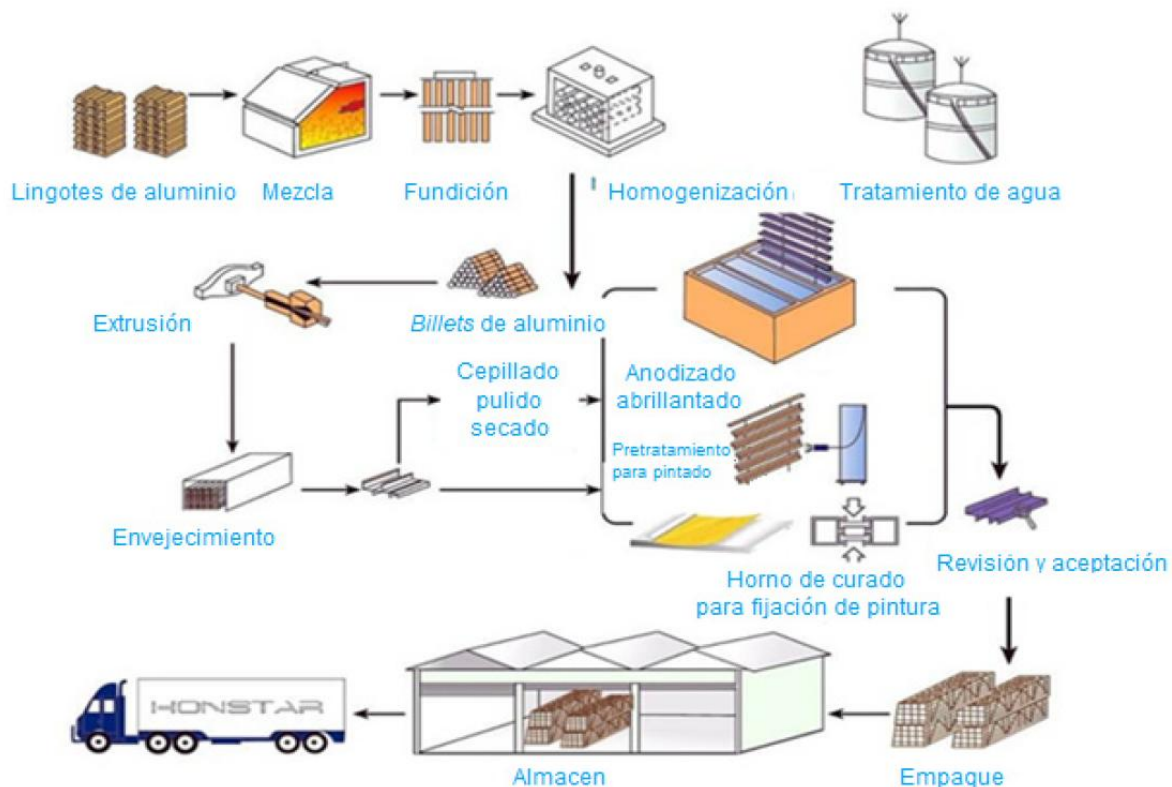 Lingotes de aluminio
Mezcla
Fundición
Homogenización
Tratamiento de agua
Extrusión
Billets de aluminio
Cepillado
pulido
secado
Anodizado
abrillantado
Pretratamiento
para pintado
Envejecimiento
Horno de curado
para fijación de pintura
Revisión y aceptación
HONSTAR
Almacen
Empaque